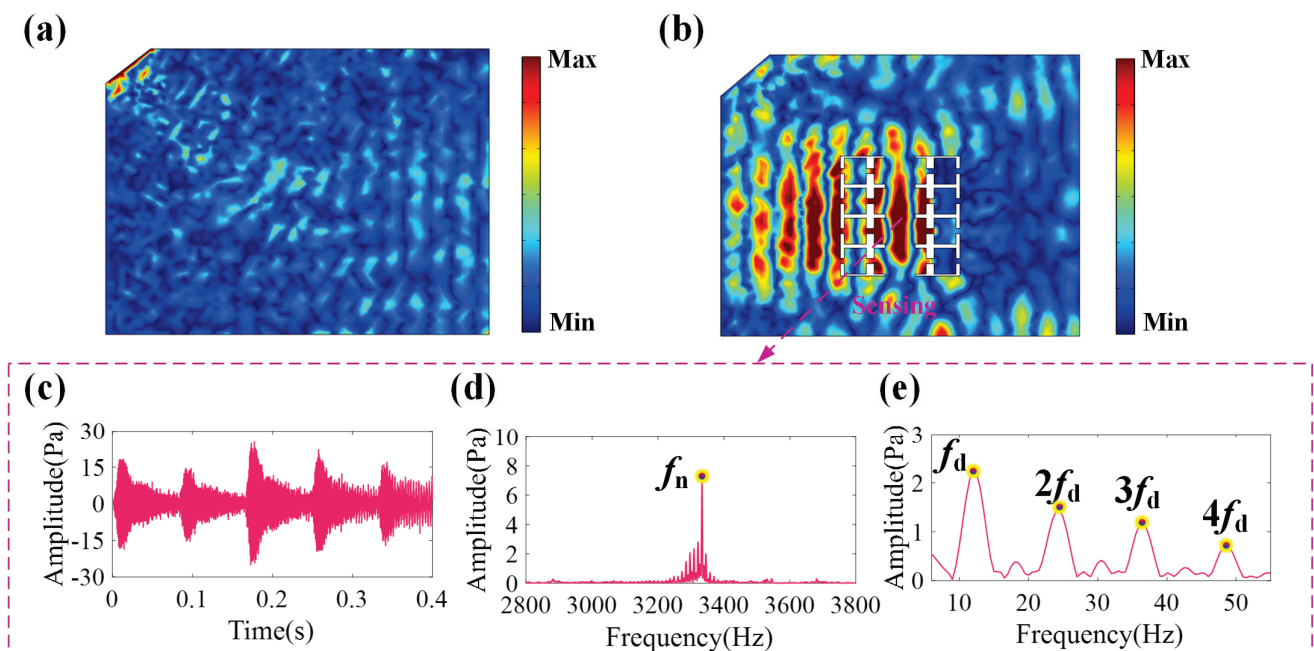 (a)
(b)
Max
Min
Max
Min
Sensing
(c)
(d)
(e)
Amplitude(Pa)
30
15
0
-15
-30
0
0.1
0.2
0.3
0.4
Time(s)
Amplitude(Pa)
10
8
6
4
2
0
fn
2800
3000
3200
3400
3600
3800
Frequency(Hz)
Amplitude(Pa)
3
2
1
0
fd
2fd
3fd
4fd
10
20
30
40
50
Frequency(Hz)